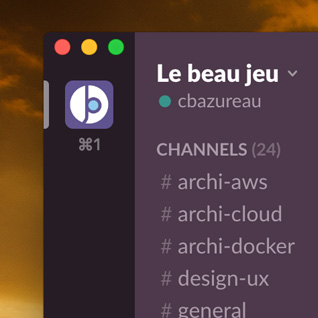 Le beau jeu
cbazureau
⌘1
CHANNELS (24)
# archi-aws
# archi-cloud
# archi-docker
# design-ux
# general